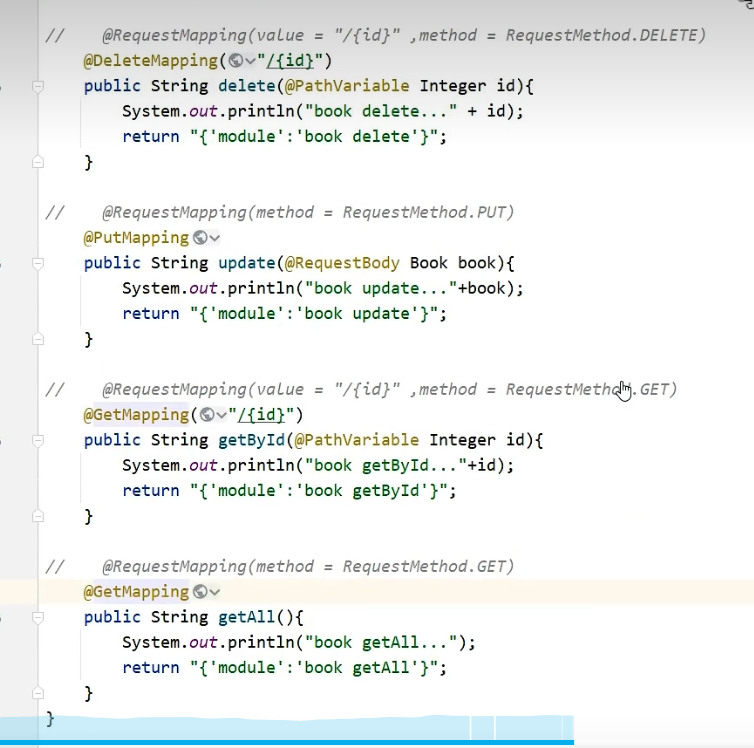 //    @RequestMapping(value = "/{id}" ,method = RequestMethod.DELETE)
@DeleteMapping("/{id}")
public String delete(@PathVariable Integer id){
System.out.println("book delete..." + id);
return "{'module':'book delete'}";
}
//    @RequestMapping(method = RequestMethod.PUT)
@PutMapping
public String update(@RequestBody Book book){
System.out.println("book update..."+book);
return "{'module':'book update'}";
}
//    @RequestMapping(value = "/{id}" ,method = RequestMethod.GET)
@GetMapping("/{id}")
public String getById(@PathVariable Integer id){
System.out.println("book getById..."+id);
return "{'module':'book getById'}";
}
//    @RequestMapping(method = RequestMethod.GET)
@GetMapping
public String getAll(){
System.out.println("book getAll...");
return "{'module':'book getAll'}";
}
}